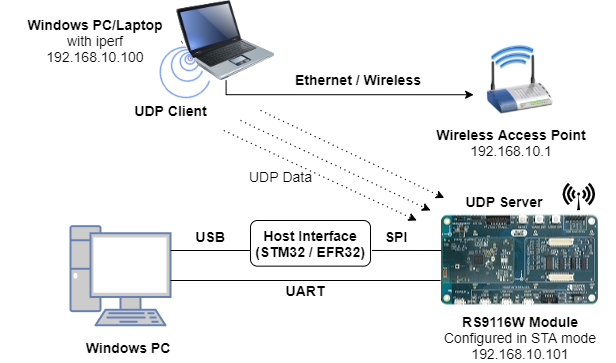 Windows PC/Laptop
with iperf
192.168.10.100
UDP Client
Ethernet / Wireless
Wireless Access Point
192.168.10.1
UDP Data
UDP Server
USB
Host Interface
(STM32 / EFR32)
SPI
UART
Windows PC
RS9116W Module
Configured in STA mode
192.168.10.101